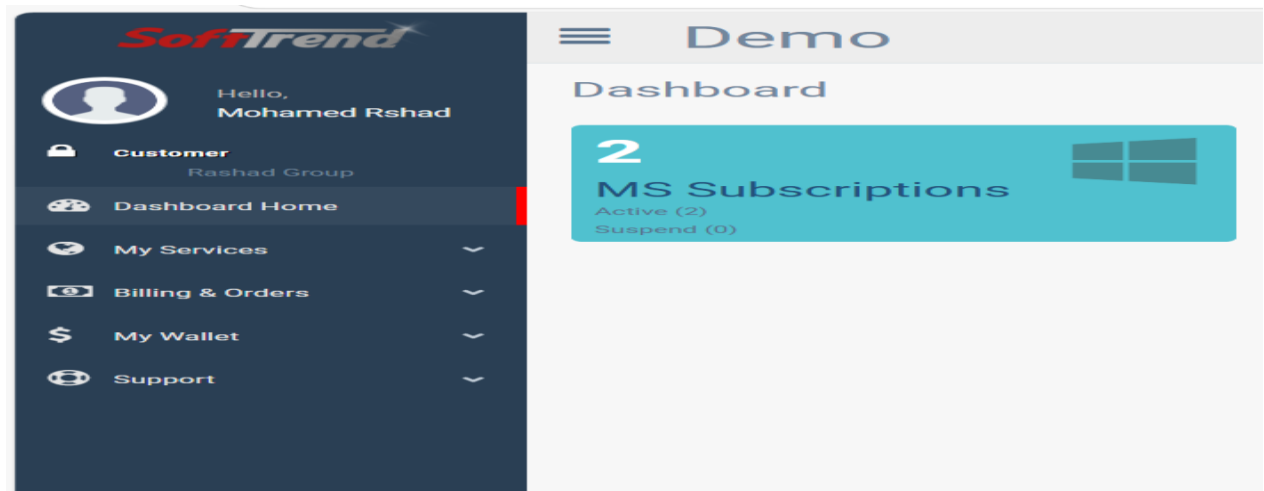 SoftTrend
Hello,
Mohamed Rshad
Customer
Rashad Group
Dashboard Home
My Services
Billing & Orders
My Wallet
Support
Demo
Dashboard
2
MS Subscriptions
Active (2)
Suspend (0)